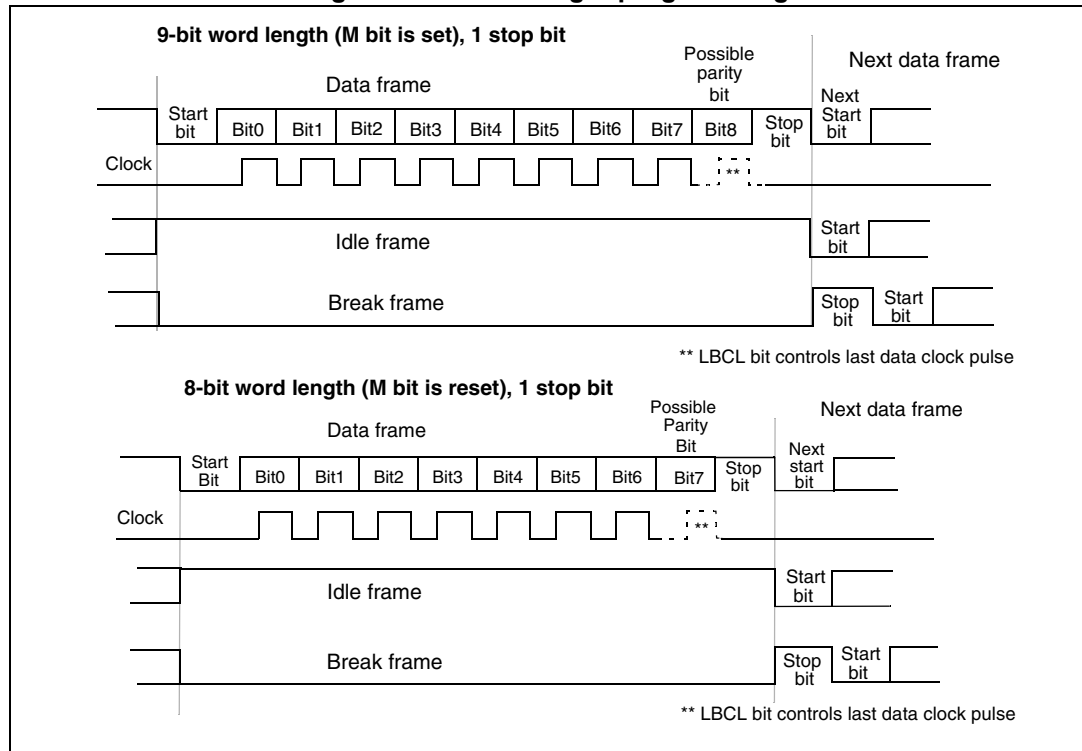 9-bit word length (M bit is set), 1 stop bit
Possible
parity
bit
Next data frame
Data frame
Start
bit
Bit0
Bit1
Bit2
Bit3
Bit4
Bit5
Bit6
Bit7
Bit8
Stop
bit
Next
Start
bit
Clock
**
Idle frame
Start
bit
Break frame
Stop
bit
Start
bit
** LBCL bit controls last data clock pulse
8-bit word length (M bit is reset), 1 stop bit
Possible
Parity
Bit
Next data frame
Data frame
Start
Bit
Bit0
Bit1
Bit2
Bit3
Bit4
Bit5
Bit6
Bit7
Stop
bit
Next
start
bit
Clock
**
Idle frame
Start
bit
Break frame
Stop
bit
Start
bit
** LBCL bit controls last data clock pulse